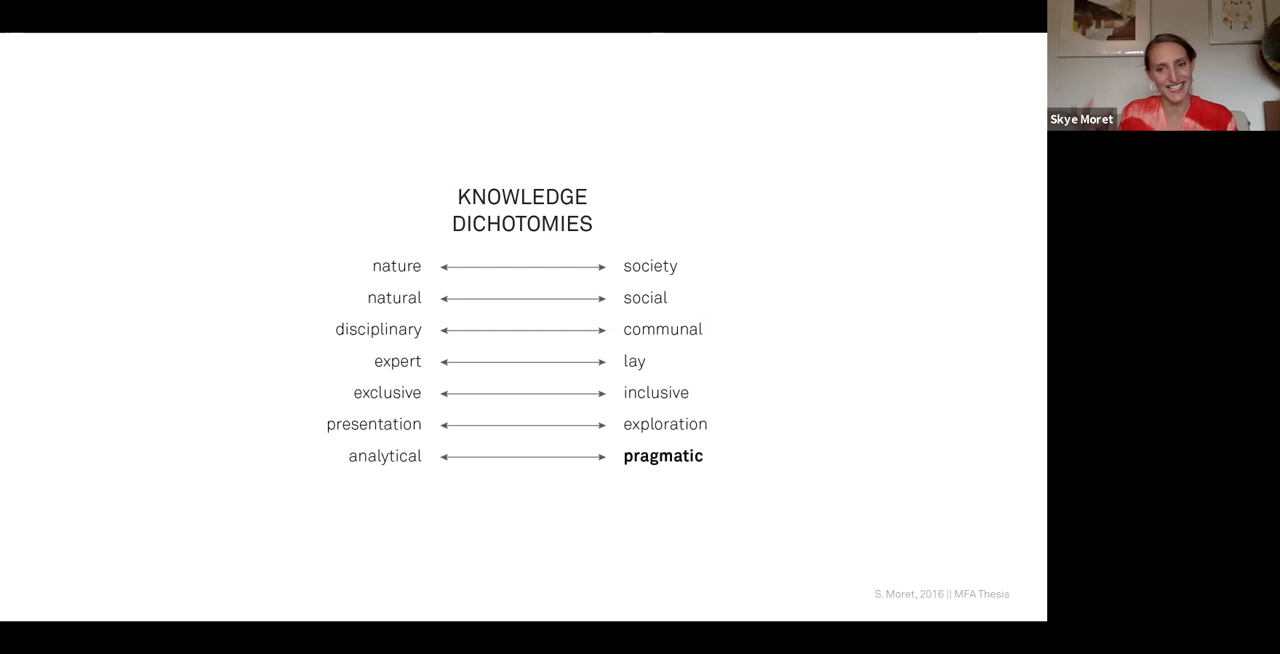 KNOWLEDGE
DICHOTOMIES
nature society
natural social
disciplinary communal
expert lay
exclusive inclusive
presentation exploration
analytical pragmatic
S. Moret, 2016 || MFA Thesis
Skye Moret